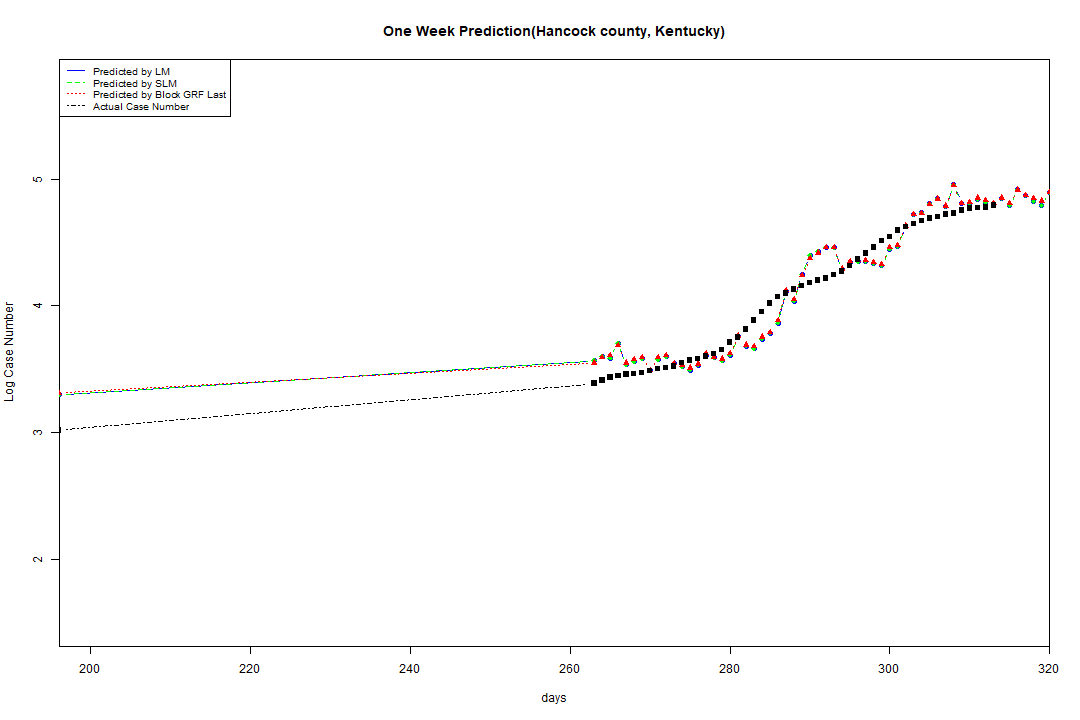 One Week Prediction(Hancock county, Kentucky)
Predicted by LM
Predicted by SLM
Predicted by Block GRF Last
Actual Case Number
5
4
3
2
Log Case Number
200 220 240 260 280 300 320
days